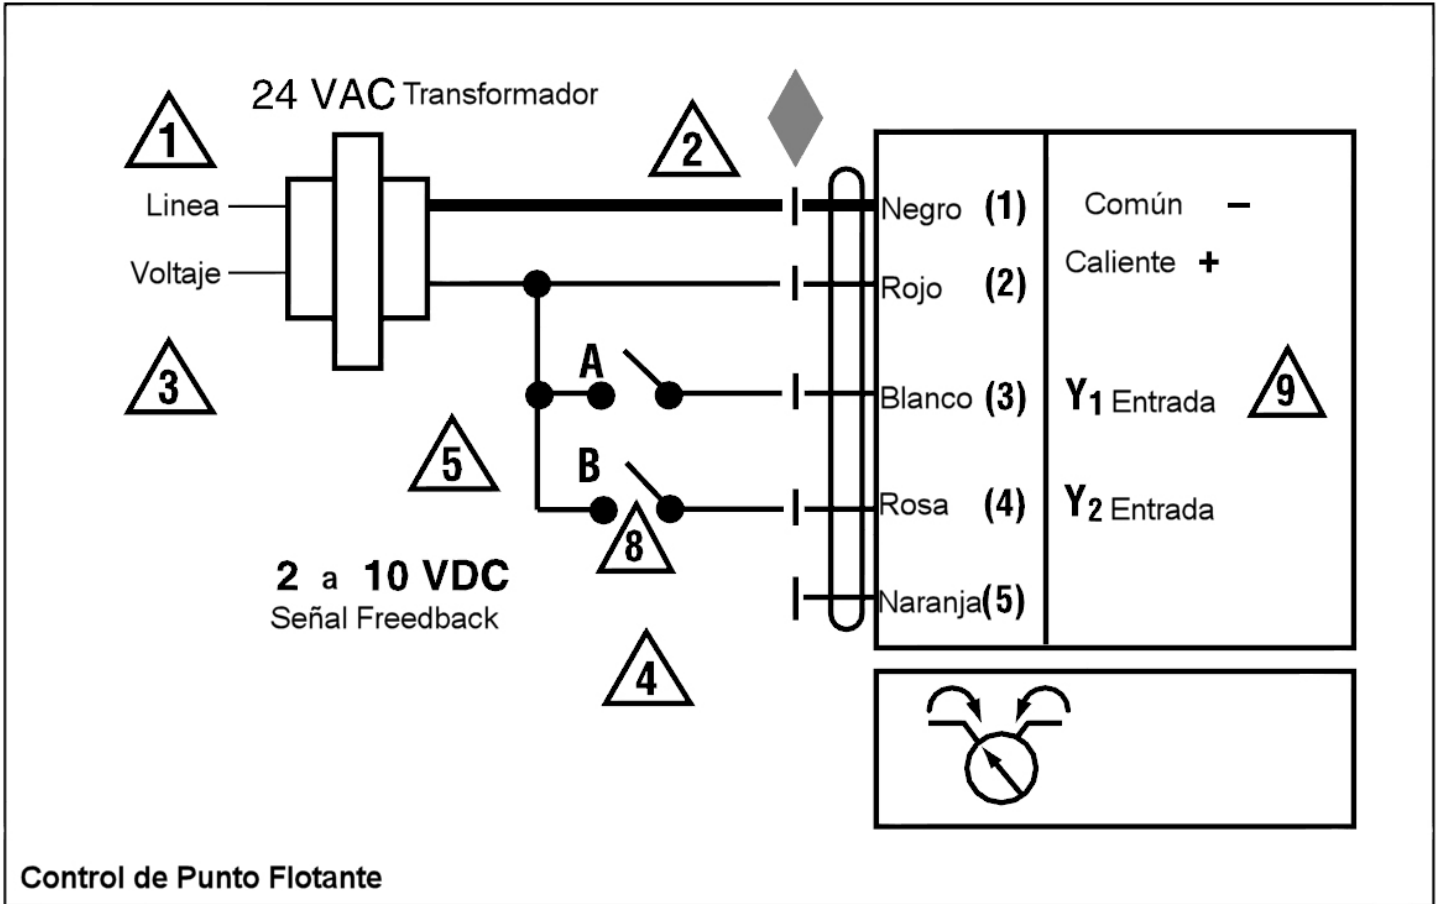 24 VAC Transformador
1
2
Linea
Negro (1) Común −
Caliente +
Voltaje
Rojo (2)
3
A
Blanco (3) Y1 Entrada 9
5
B
Rosa (4) Y2 Entrada
8
2 a 10 VDC
Señal Freedback
Naranja(5)
4
Control de Punto Flotante